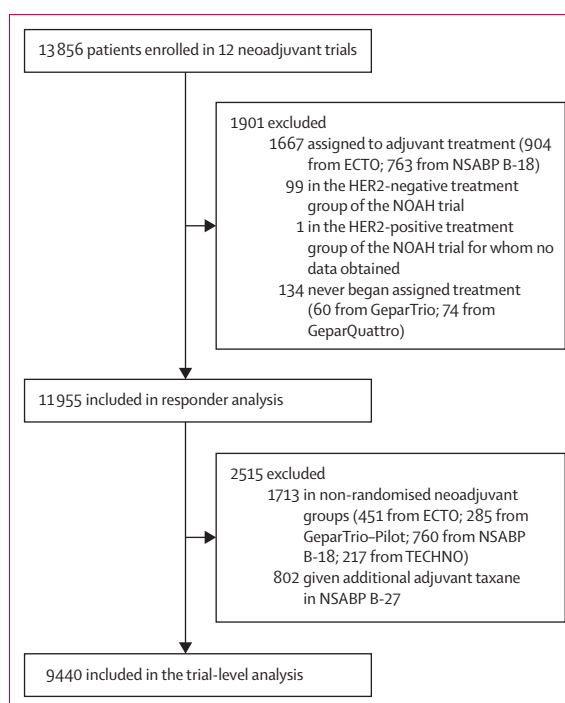 13 856 patients enrolled in 12 neoadjuvant trials
1901 excluded
1667 assigned to adjuvant treatment (904
from ECTO; 763 from NSABP B-18)
99 in the HER2-negative treatment
group of the NOAH trial
1 in the HER2-positive treatment
group of the NOAH trial for whom no
data obtained
134 never began assigned treatment
(60 from GeparTrio; 74 from
GeparQuattro)
11 955 included in responder analysis
2515 excluded
1713 in non-randomised neoadjuvant
groups (451 from ECTO; 285 from
GeparTrio–Pilot; 760 from NSABP
B-18; 217 from TECHNO)
802 given additional adjuvant taxane
in NSABP B-27
9440 included in the trial-level analysis